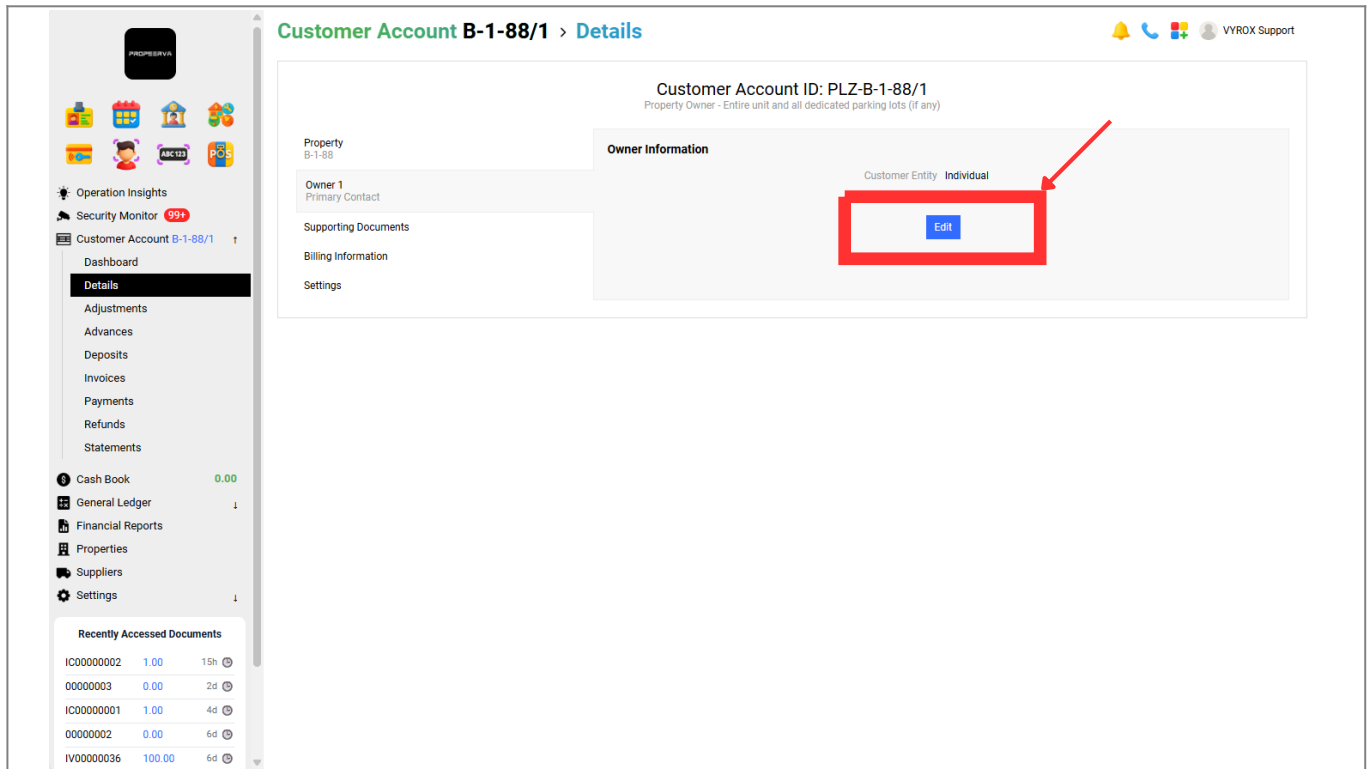 PROPSERVA
Customer Account B-1-88/1 › Details
VYROX Support
ABC 123
POS
Operation Insights
Security Monitor 99+
Customer Account B-1-88/1 ↑
Dashboard
Details
Adjustments
Advances
Deposits
Invoices
Payments
Refunds
Statements
Cash Book 0.00
General Ledger ↓
Financial Reports
Properties
Suppliers
Settings ↓
Recently Accessed Documents
IC00000002 1.00 15h
00000003 0.00 2d
IC00000001 1.00 4d
00000002 0.00 6d
IV00000036 100.00 6d
Customer Account ID: PLZ-B-1-88/1
Property Owner - Entire unit and all dedicated parking lots (if any)
Property
B-1-88
Owner 1
Primary Contact
Supporting Documents
Billing Information
Settings
Owner Information
Customer Entity Individual
Edit